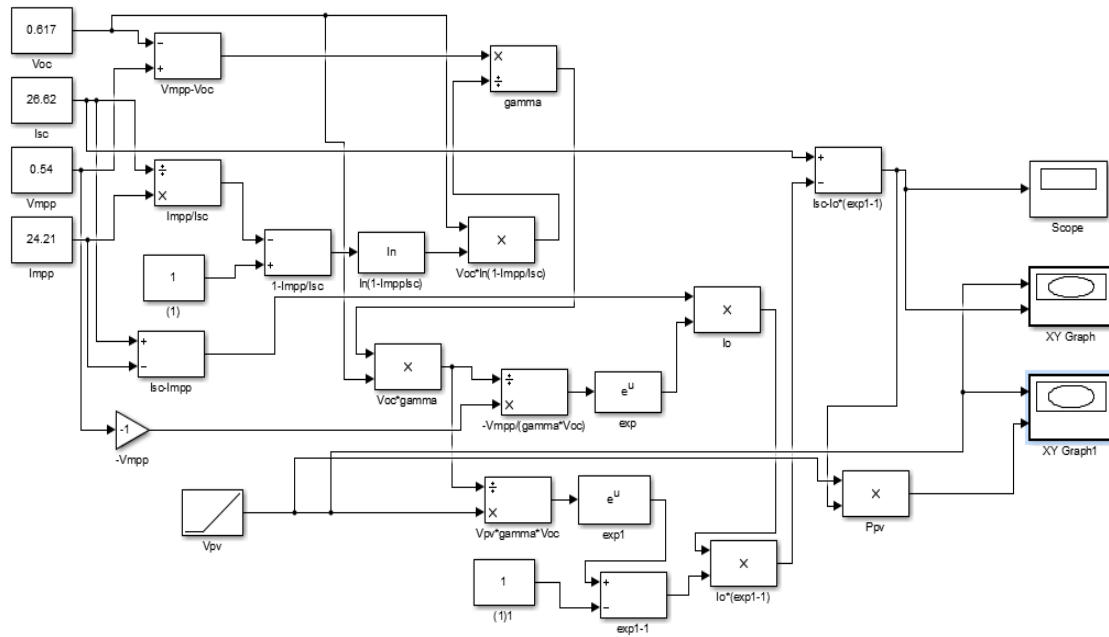 0.617
Voc
26.62
Isc
0.54
Vmpp
24.21
Impp
−
+
Vmpp-Voc
×
÷
gamma
÷
×
Impp/Isc
1
(1)
−
+
1-Impp/Isc
ln
ln(1-ImppIsc)
×
Voc*ln(1-Impp/Isc)
+
−
Isc-Io*(exp1-1)
Scope
XY Graph
XY Graph1
+
−
Isc-Impp
-1
-Vmpp
×
Voc*gamma
÷
×
-Vmpp/(gamma*Voc)
e^u
exp
×
Io
Vpv
÷
×
Vpv*gamma*Voc
e^u
exp1
×
Ppv
1
(1)1
+
−
exp1-1
×
Io*(exp1-1)